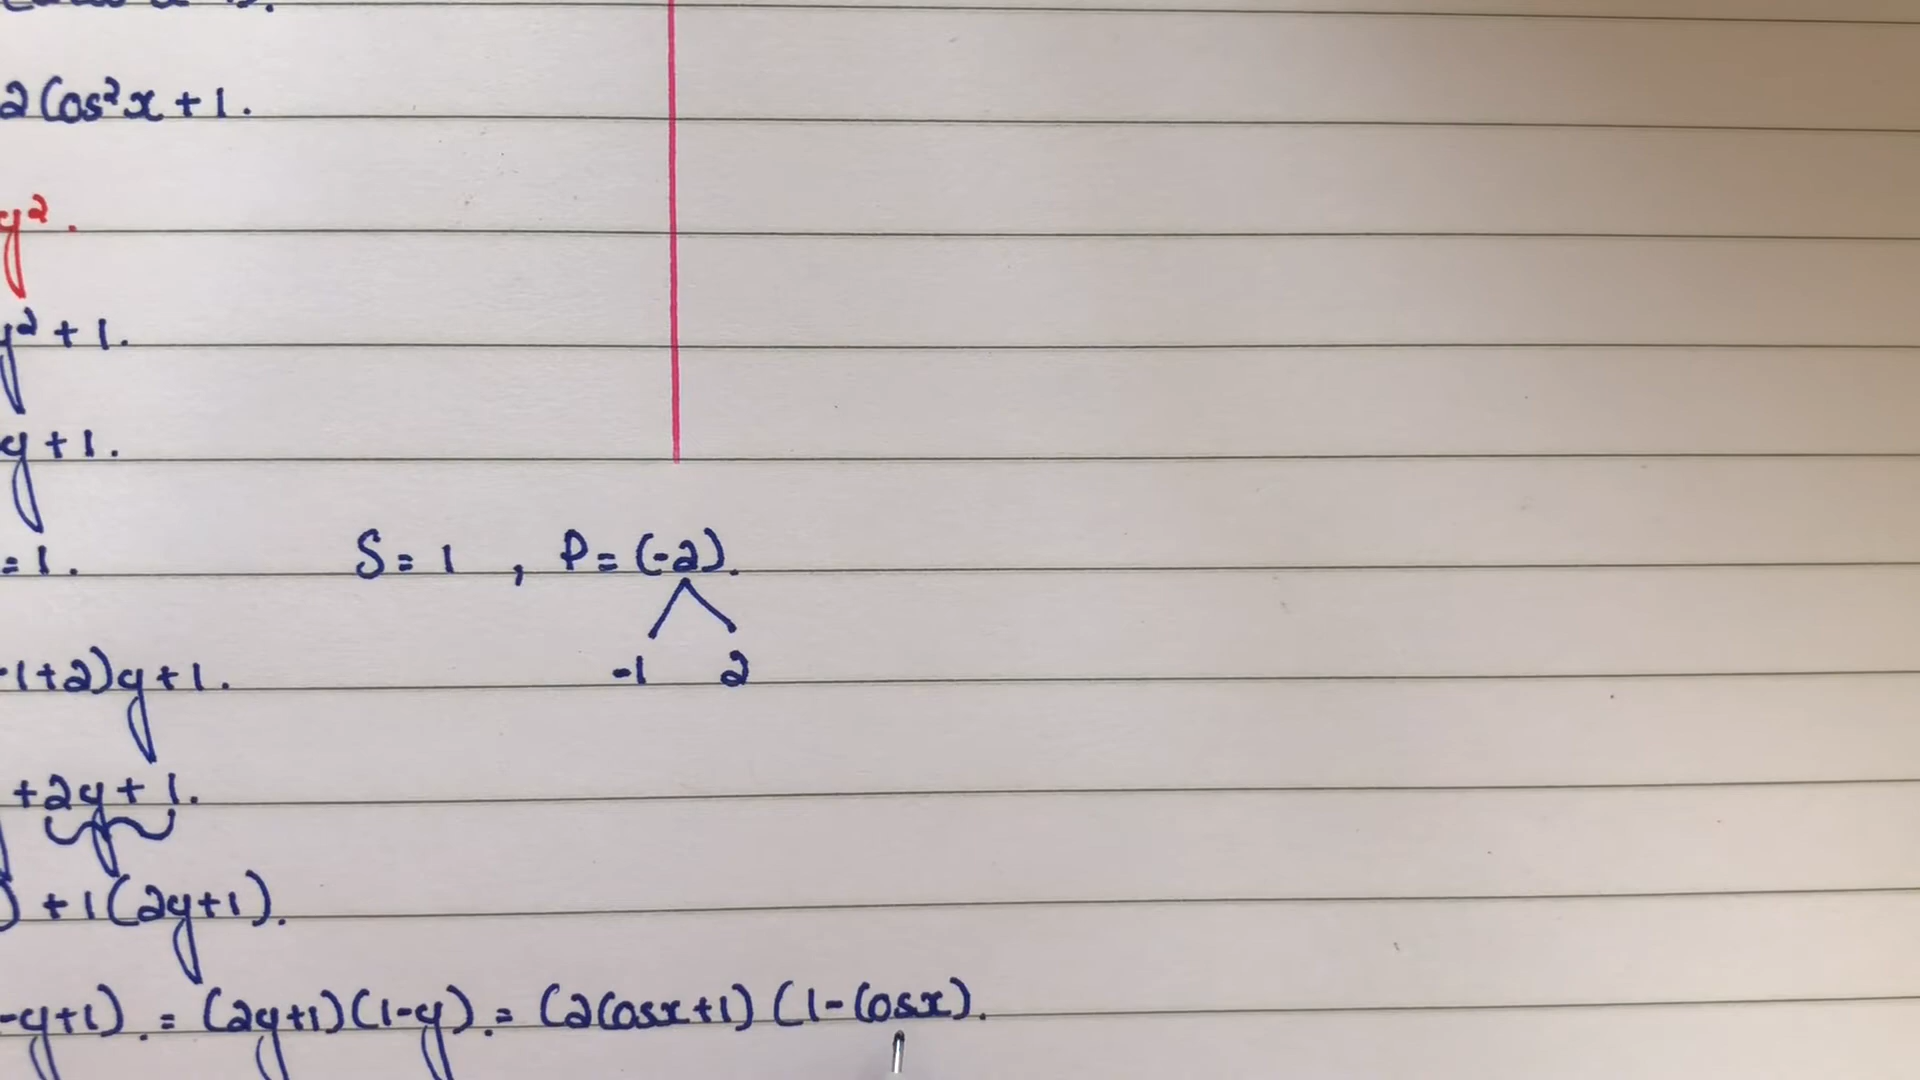 2Cos²x + 1.
y².
y² + 1.
y + 1.
= 1. S = 1 , P = (-2).
-1 2
-1+2)y+1.
+2y + 1.
) +1(2y+1).
-y+1). = (2y+1)(1-y). = (2Cosx+1) (1-Cosx).